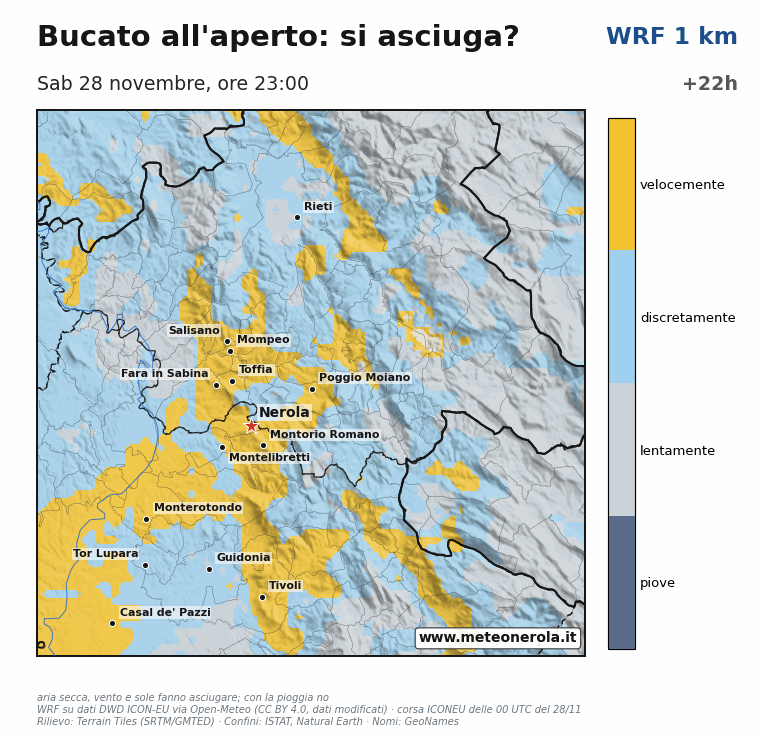 Bucato all'aperto: si asciuga?
WRF 1 km
Sab 28 novembre, ore 23:00
+22h
velocemente
Rieti
discretamente
Salisano
Mompeo
Toffia
Fara in Sabina
Poggio Moiano
Nerola
Montorio Romano
lentamente
Montelibretti
Monterotondo
Tor Lupara
Guidonia
piove
Tivoli
Casal de' Pazzi
www.meteonerola.it
aria secca, vento e sole fanno asciugare; con la pioggia no
WRF su dati DWD ICON-EU via Open-Meteo (CC BY 4.0, dati modificati) · corsa ICONEU delle 00 UTC del 28/11
Rilievo: Terrain Tiles (SRTM/GMTED) · Confini: ISTAT, Natural Earth · Nomi: GeoNames